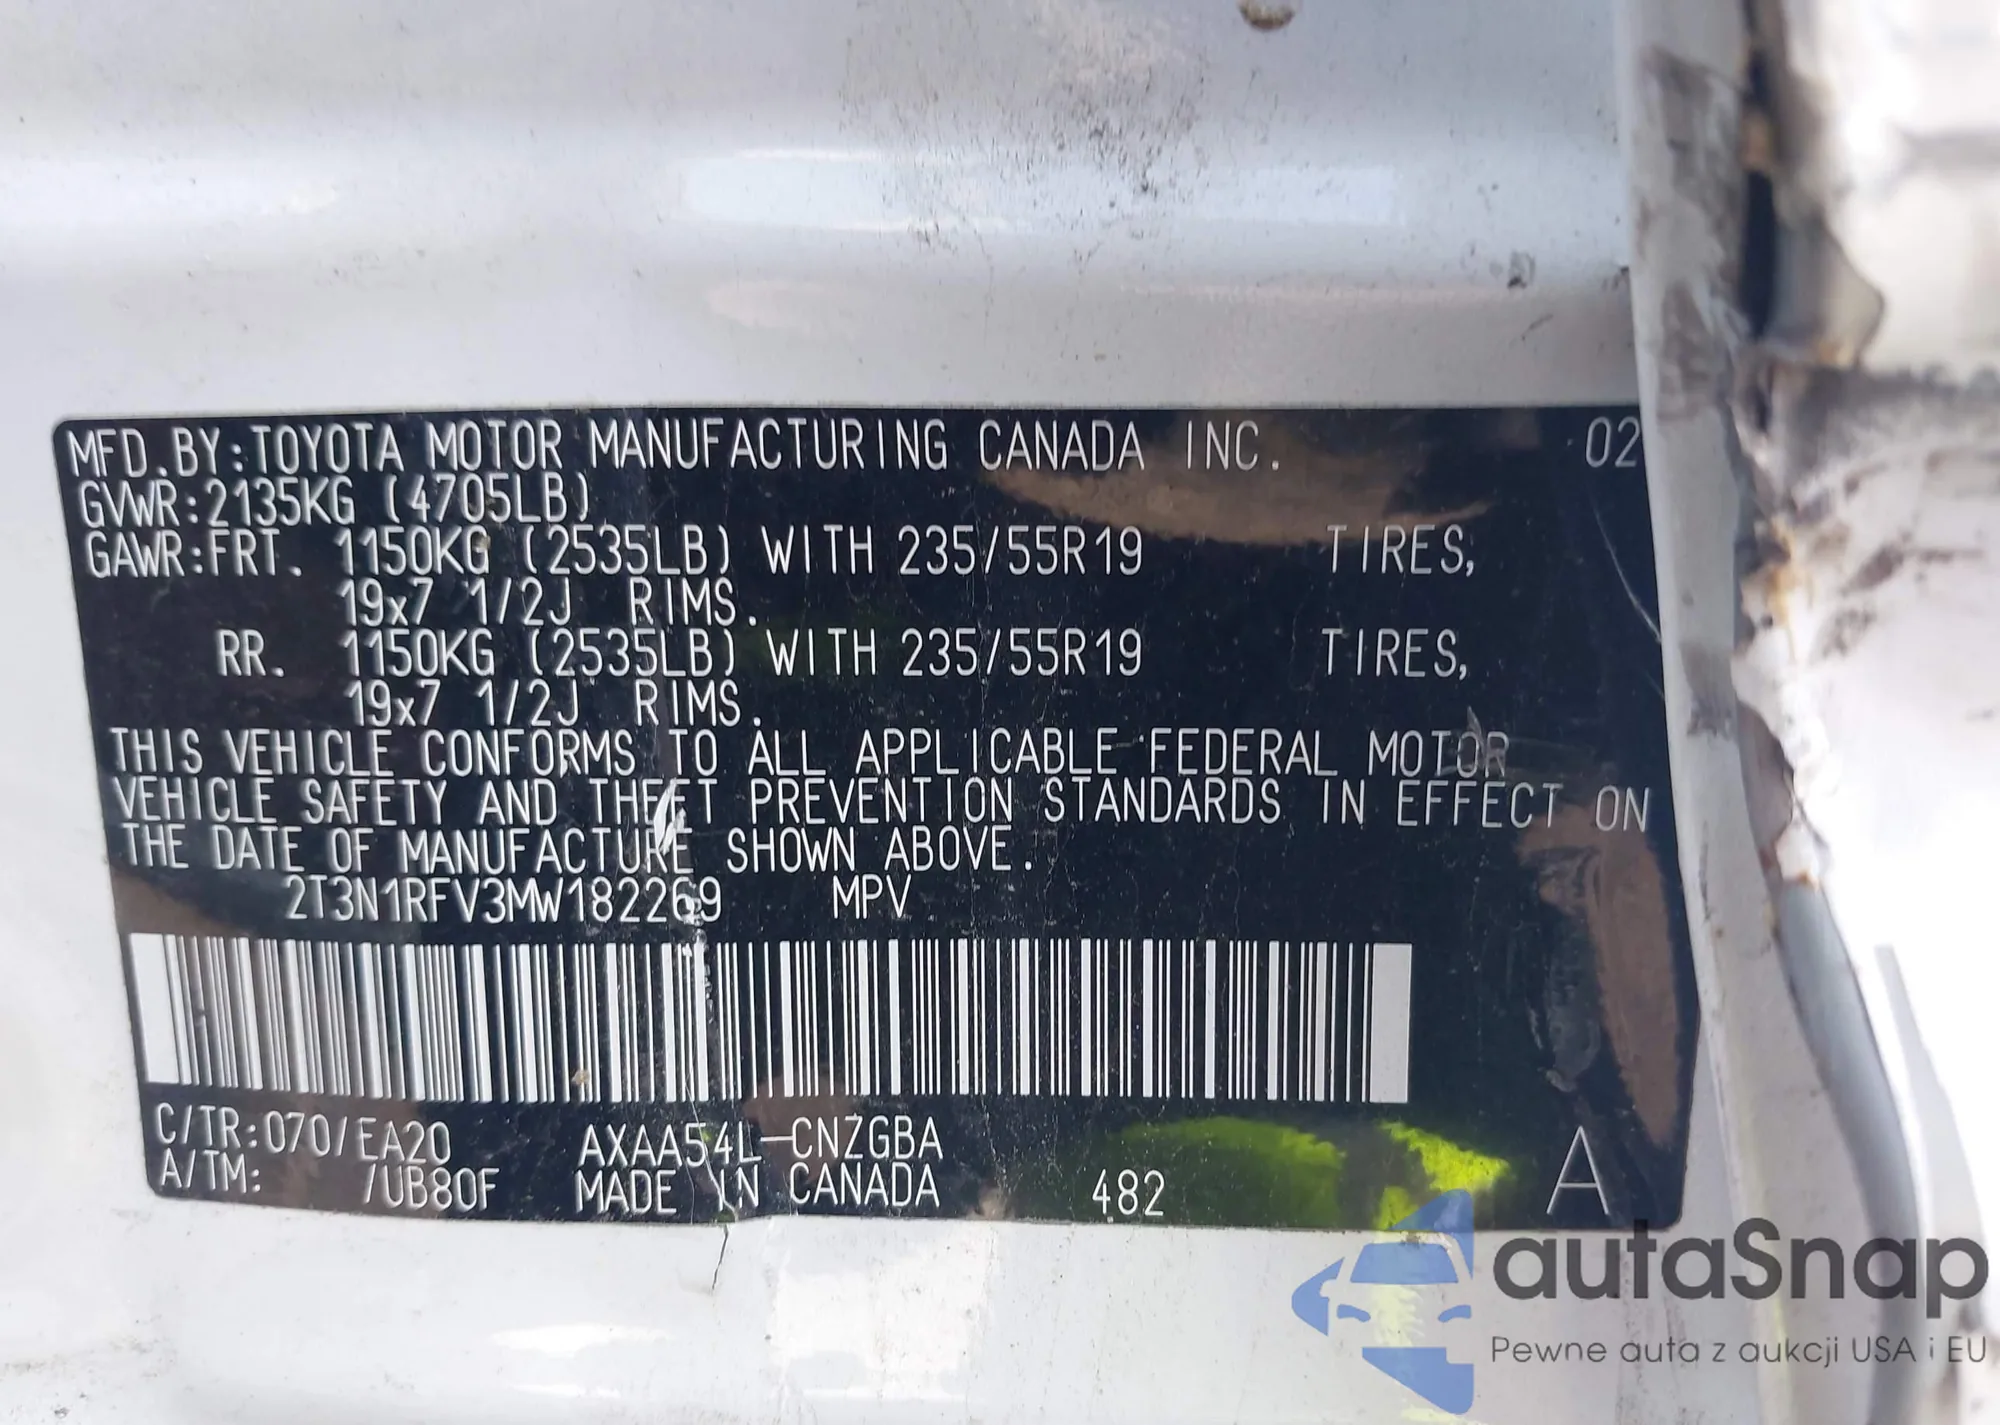 MFD.BY:TOYOTA MOTOR MANUFACTURING CANADA INC. 02
GVWR:2135KG (4705LB)
GAWR:FRT. 1150KG (2535LB) WITH 235/55R19 TIRES,
19x7 1/2J RIMS.
RR. 1150KG (2535LB) WITH 235/55R19 TIRES,
19x7 1/2J RIMS.
THIS VEHICLE CONFORMS TO ALL APPLICABLE FEDERAL MOTOR
VEHICLE SAFETY AND THEFT PREVENTION STANDARDS IN EFFECT ON
THE DATE OF MANUFACTURE SHOWN ABOVE.
2T3N1RFV3MW182269 MPV
C/TR:070/EA20 AXAA54L-CNZGBA
A/TM: /UB80F MADE IN CANADA 482 A
autaSnap
Pewne auta z aukcji USA i EU